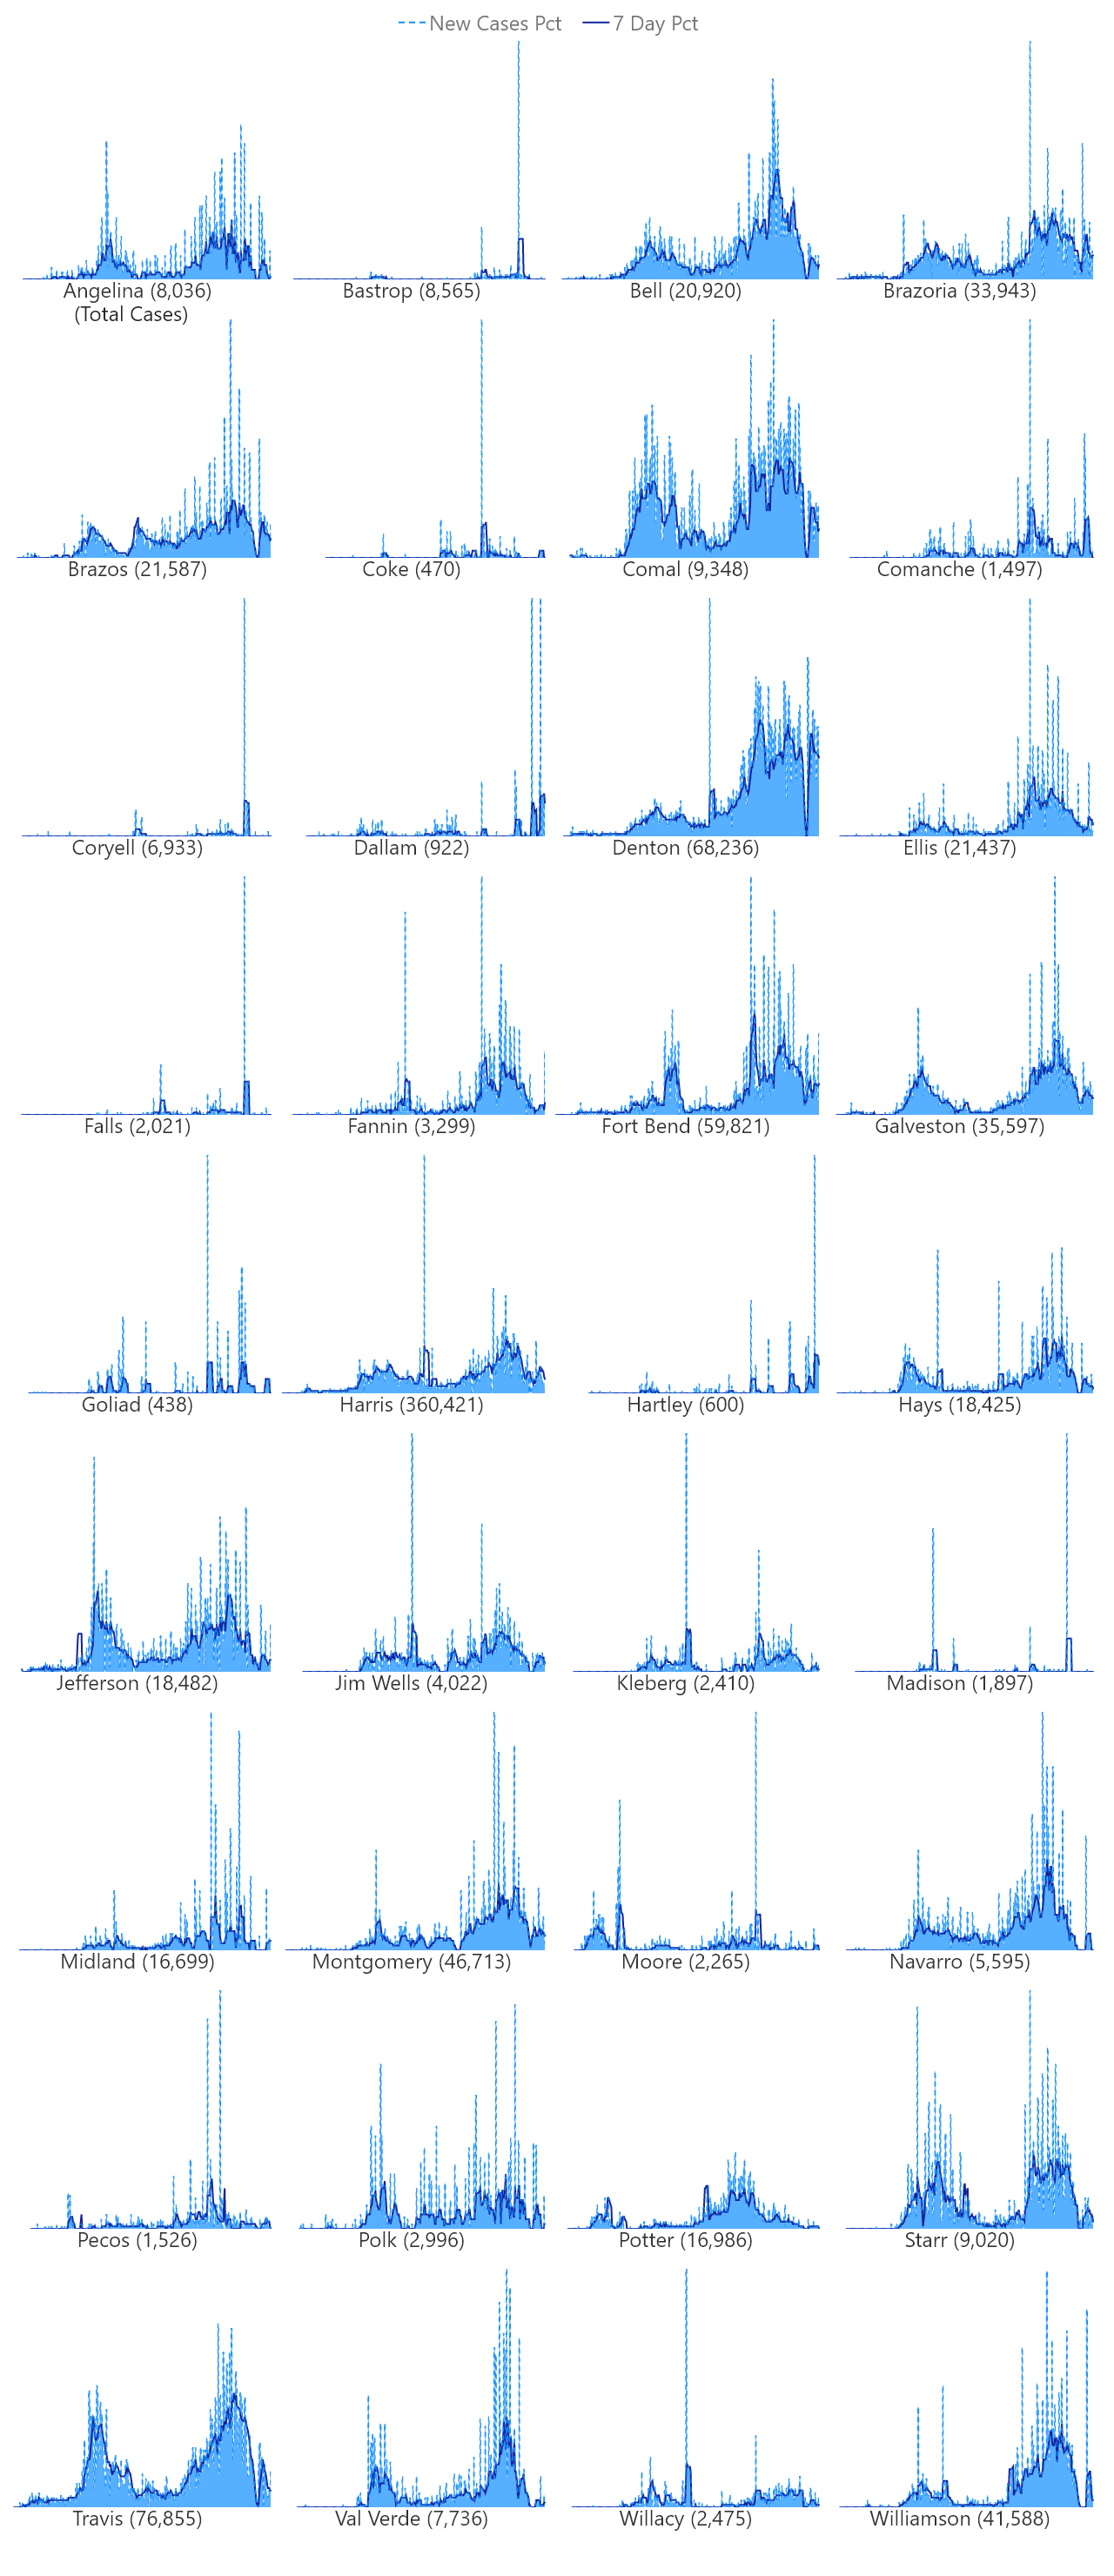 New Cases Pct 7 Day Pct
Angelina (8,036) Bastrop (8,565) Bell (20,920) Brazoria (33,943)
(Total Cases)
Brazos (21,587) Coke (470) Comal (9,348) Comanche (1,497)
Coryell (6,933) Dallam (922) Denton (68,236) Ellis (21,437)
Falls (2,021) Fannin (3,299) Fort Bend (59,821) Galveston (35,597)
Goliad (438) Harris (360,421) Hartley (600) Hays (18,425)
Jefferson (18,482) Jim Wells (4,022) Kleberg (2,410) Madison (1,897)
Midland (16,699) Montgomery (46,713) Moore (2,265) Navarro (5,595)
Pecos (1,526) Polk (2,996) Potter (16,986) Starr (9,020)
Travis (76,855) Val Verde (7,736) Willacy (2,475) Williamson (41,588)